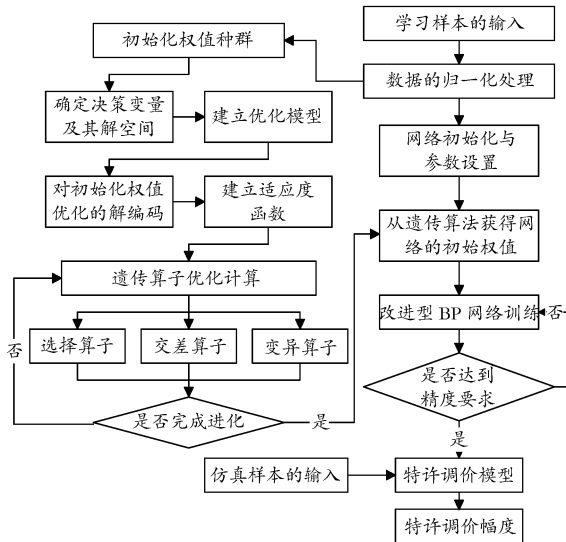 学习样本的输入
初始化权值种群
数据的归一化处理
确定决策变量
及其解空间
建立优化模型
网络初始化与
参数设置
对初始化权值
优化的解编码
建立适应度
函数
从遗传算法获得网
络的初始权值
遗传算子优化计算
改进型 BP 网络训练
否
否
选择算子
交差算子
变异算子
是否达到
精度要求
是否完成进化
是
是
仿真样本的输入
特许调价模型
特许调价幅度